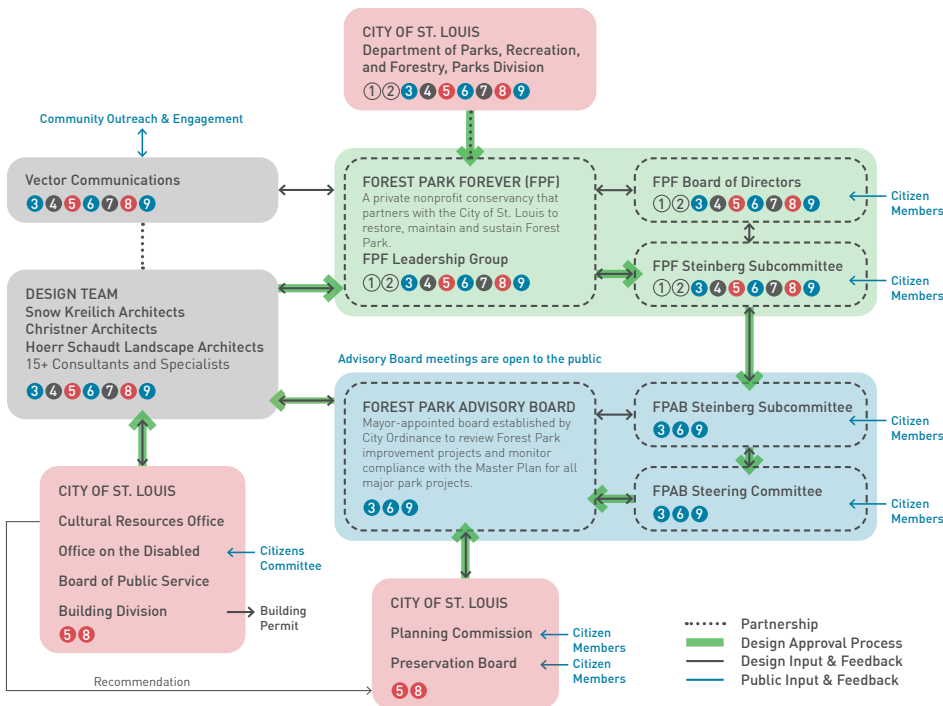 CITY OF ST. LOUIS
Department of Parks, Recreation,
and Forestry, Parks Division
1 2 3 4 5 6 7 8 9
Community Outreach & Engagement
Vector Communications
3 4 5 6 7 8 9
FOREST PARK FOREVER (FPF)
A private nonprofit conservancy that
partners with the City of St. Louis to
restore, maintain and sustain Forest
Park.
FPF Leadership Group
1 2 3 4 5 6 7 8 9
FPF Board of Directors
1 2 3 4 5 6 7 8 9
Citizen
Members
FPF Steinberg Subcommittee
1 2 3 4 5 6 7 8 9
Citizen
Members
DESIGN TEAM
Snow Kreilich Architects
Christner Architects
Hoerr Schaudt Landscape Architects
15+ Consultants and Specialists
3 4 5 6 7 8 9
Advisory Board meetings are open to the public
FOREST PARK ADVISORY BOARD
Mayor-appointed board established by
City Ordinance to review Forest Park
improvement projects and monitor
compliance with the Master Plan for all
major park projects.
3 6 9
FPAB Steinberg Subcommittee
3 6 9
Citizen
Members
FPAB Steering Committee
3 6 9
Citizen
Members
CITY OF ST. LOUIS
Cultural Resources Office
Office on the Disabled
Citizens
Committee
Board of Public Service
Building Division
Building
Permit
5 8
Recommendation
CITY OF ST. LOUIS
Planning Commission
Citizen
Members
Preservation Board
Citizen
Members
5 8
Partnership
Design Approval Process
Design Input & Feedback
Public Input & Feedback